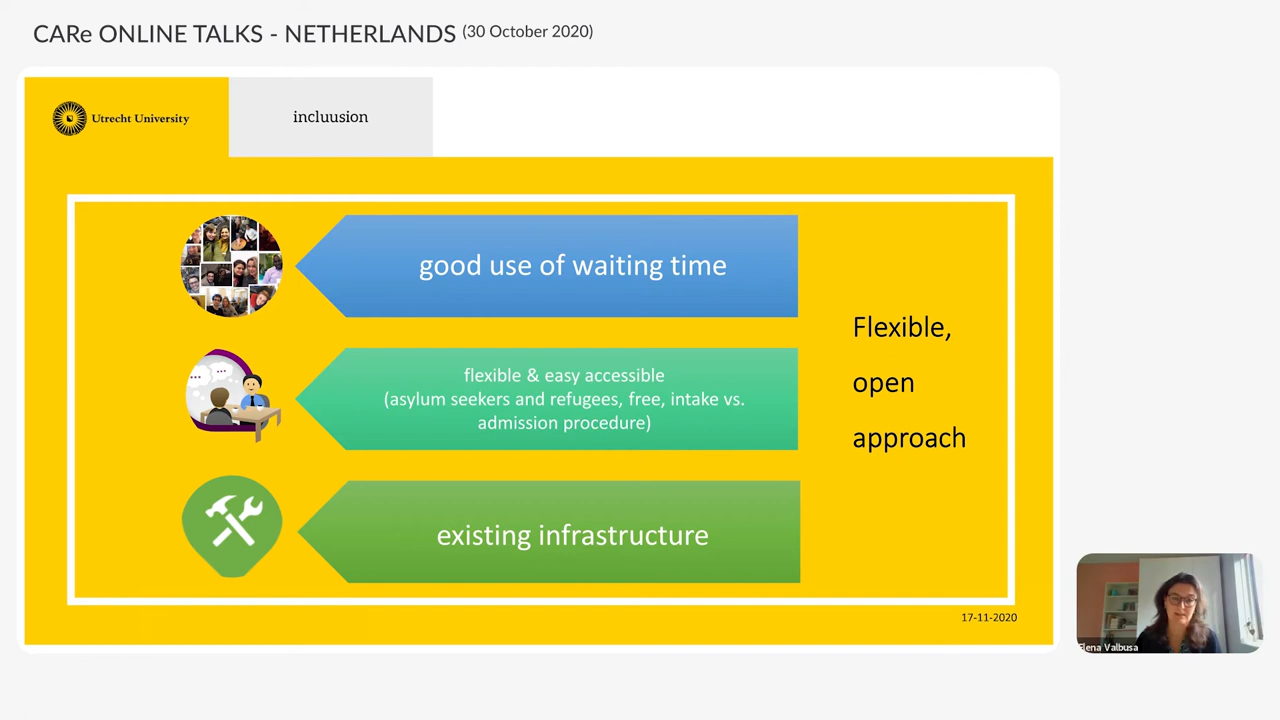 CARe ONLINE TALKS - NETHERLANDS (30 October 2020)
Utrecht University
incluusion
good use of waiting time
flexible & easy accessible
(asylum seekers and refugees, free, intake vs.
admission procedure)
existing infrastructure
Flexible,
open
approach
17-11-2020
Elena Valbusa